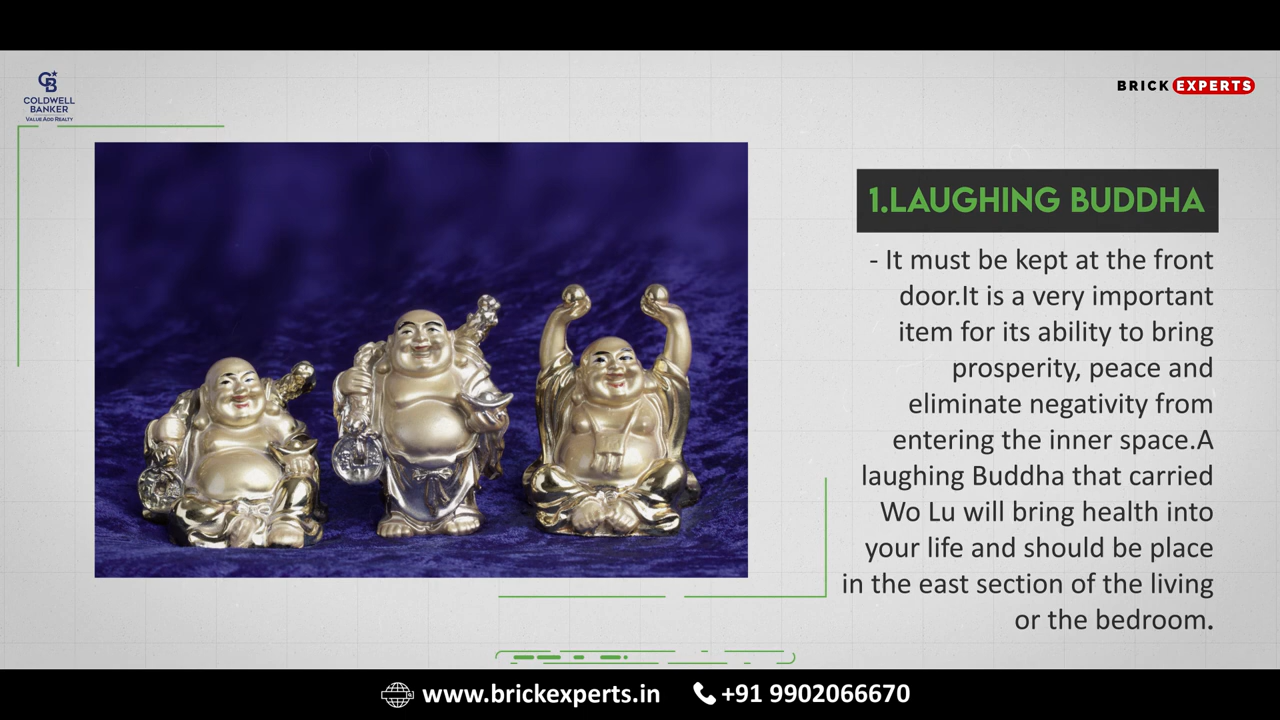 COLDWELL
BANKER
VALUE ADD REALTY
BRICK EXPERTS
1.LAUGHING BUDDHA
- It must be kept at the front
door.It is a very important
item for its ability to bring
prosperity, peace and
eliminate negativity from
entering the inner space.A
laughing Buddha that carried
Wo Lu will bring health into
your life and should be place
in the east section of the living
or the bedroom.
www.brickexperts.in +91 9902066670